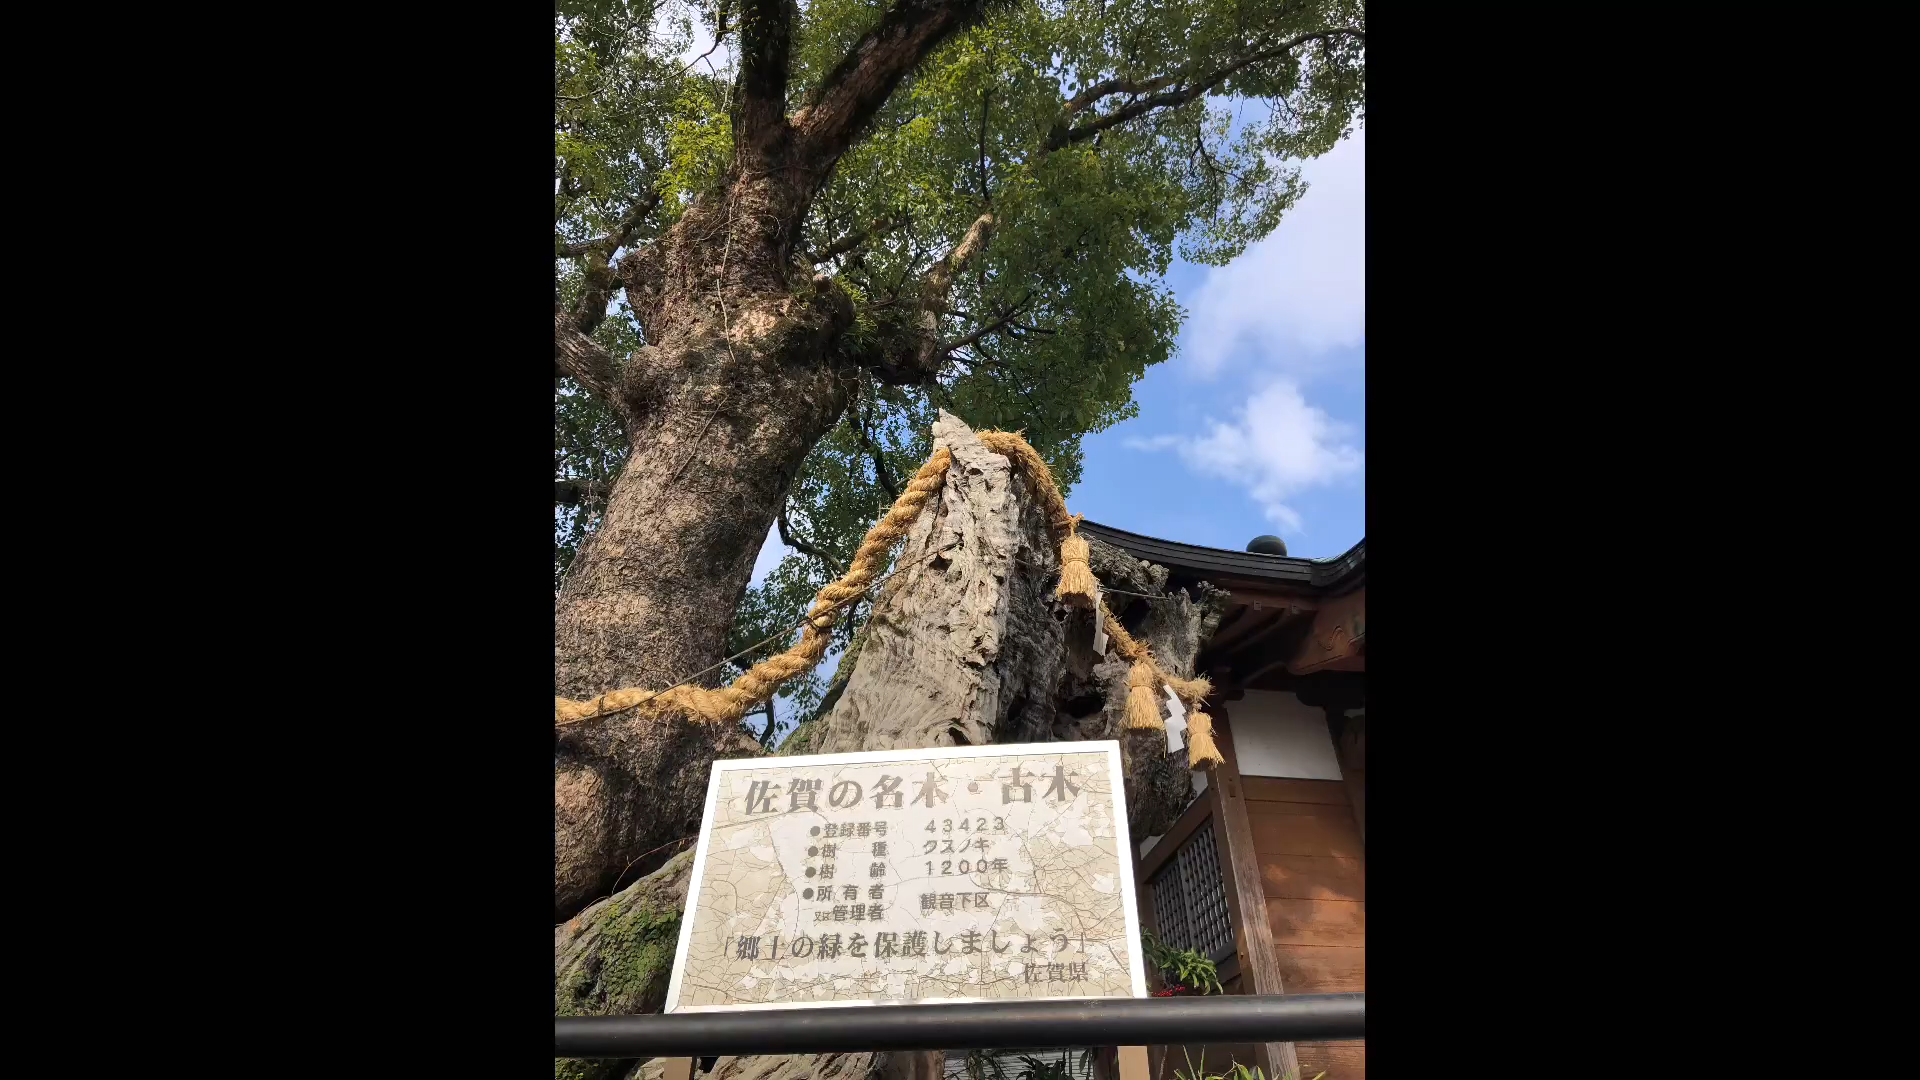 佐賀の名木・古木
●登録番号 43423
●樹種 クスノキ
●樹齢 1200年
●所有者
又は管理者 観音下区
「郷土の緑を保護しましょう」
佐賀県